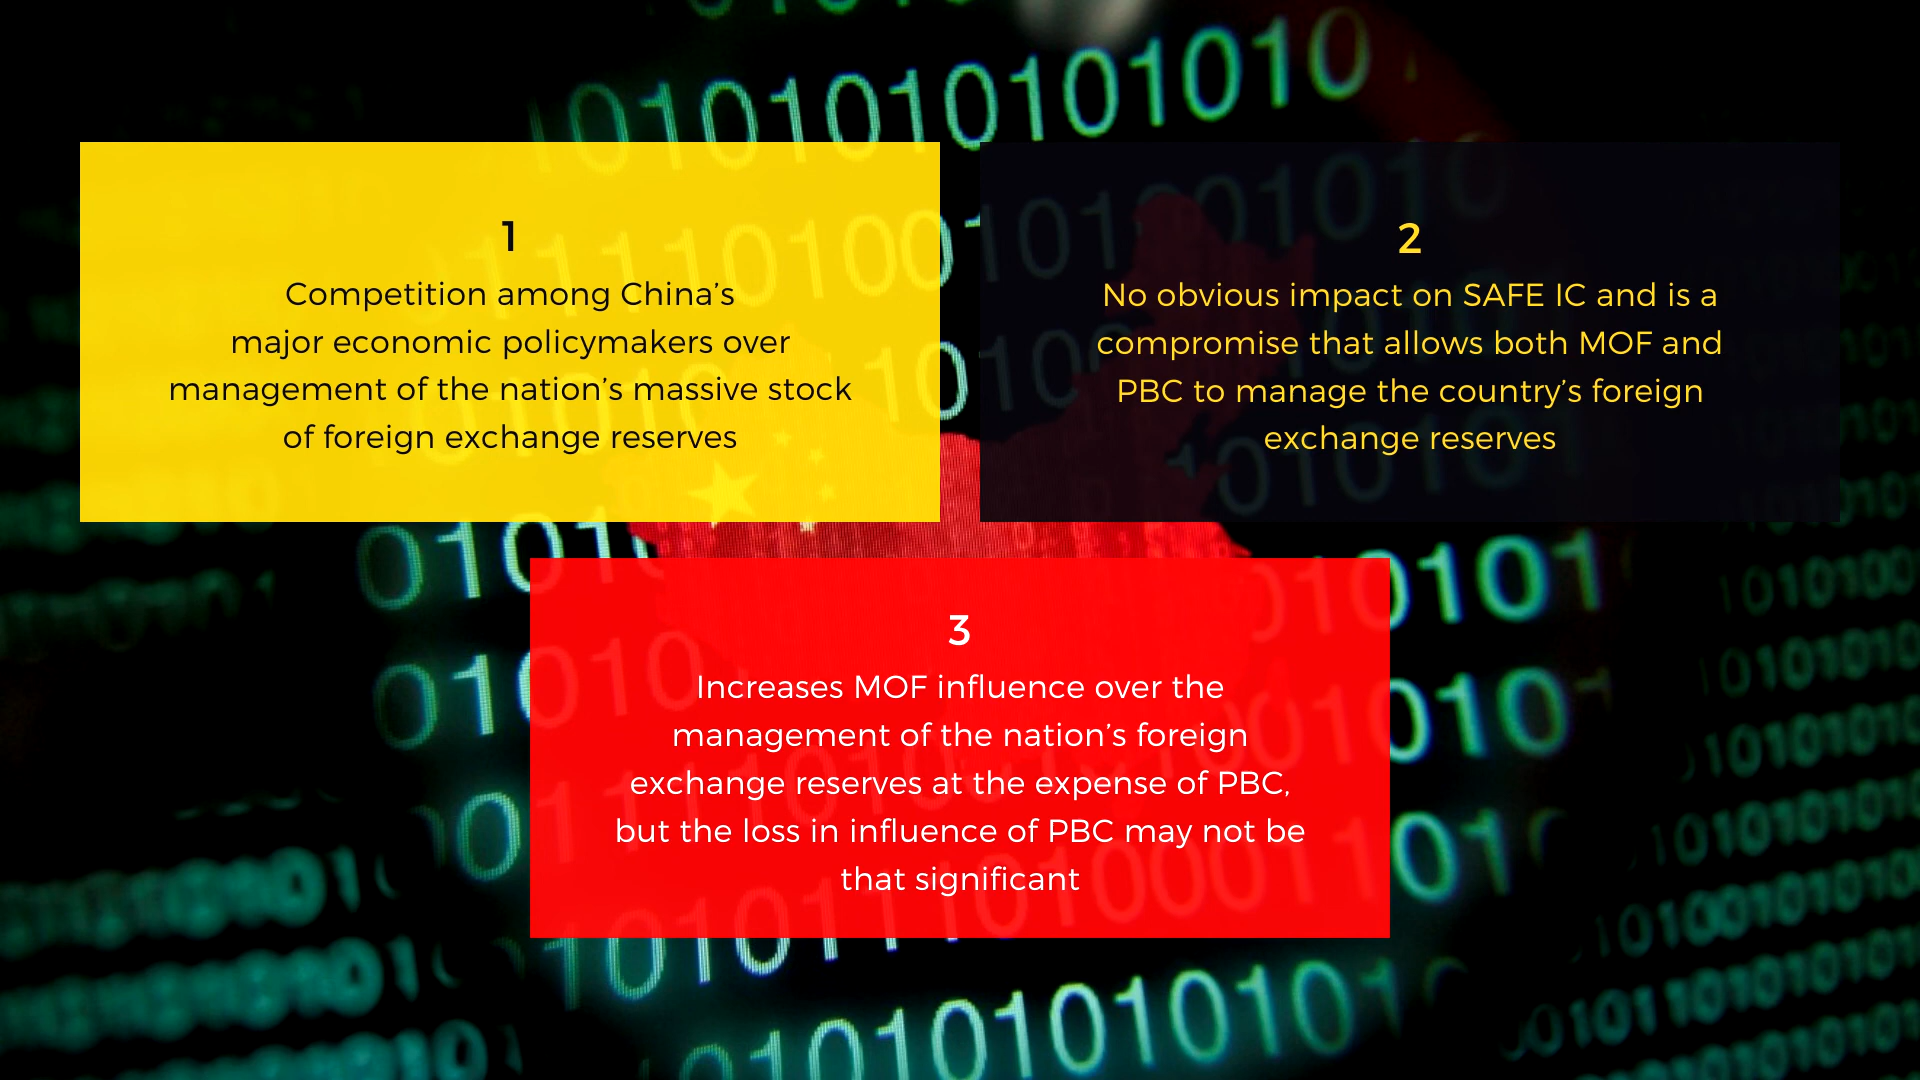 1
Competition among China’s
major economic policymakers over
management of the nation’s massive stock
of foreign exchange reserves
2
No obvious impact on SAFE IC and is a
compromise that allows both MOF and
PBC to manage the country’s foreign
exchange reserves
3
Increases MOF influence over the
management of the nation’s foreign
exchange reserves at the expense of PBC,
but the loss in influence of PBC may not be
that significant